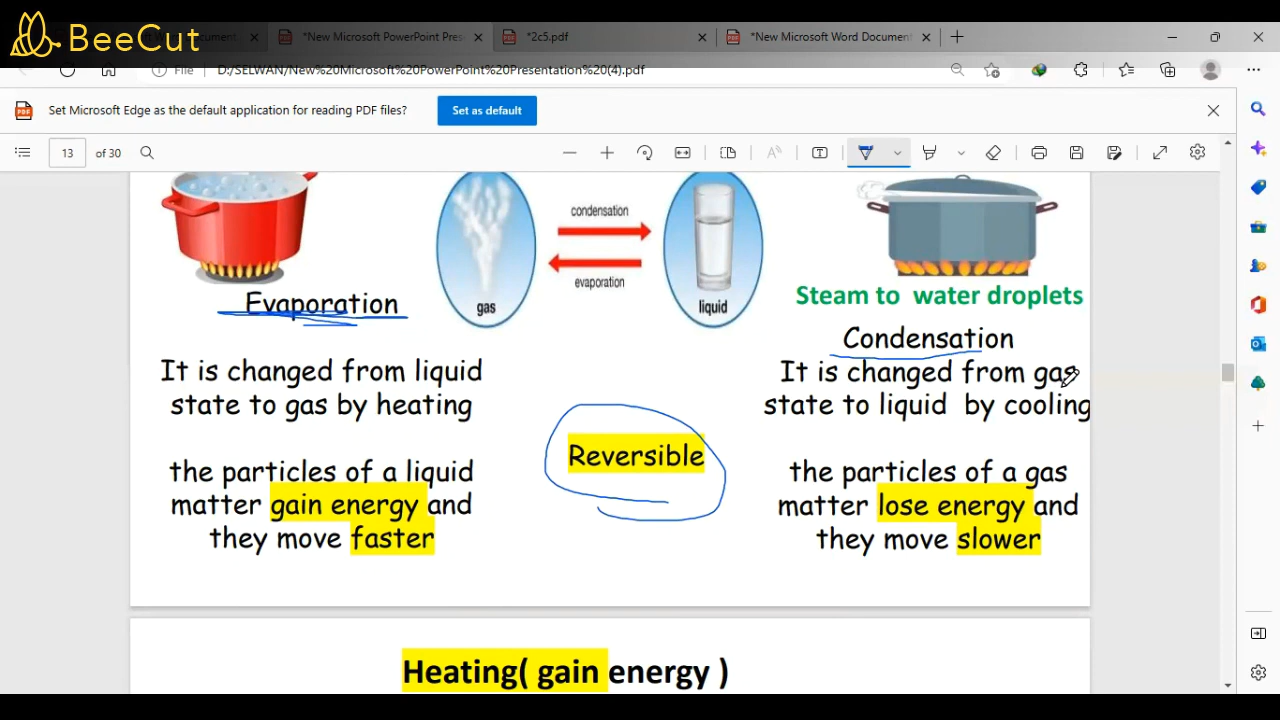 BeeCut
*New Microsoft PowerPoint Pres
*2c5.pdf
*New Microsoft Word Document
File
D:/SELWAN/New%20Microsoft%20PowerPoint%20Presentation%20(4).pdf
Set Microsoft Edge as the default application for reading PDF files?
Set as default
13 of 30
condensation
evaporation
gas
liquid
Steam to water droplets
Evaporation
Condensation
It is changed from liquid
state to gas by heating
It is changed from gas
state to liquid by cooling
Reversible
the particles of a liquid
matter gain energy and
they move faster
the particles of a gas
matter lose energy and
they move slower
Heating( gain energy )